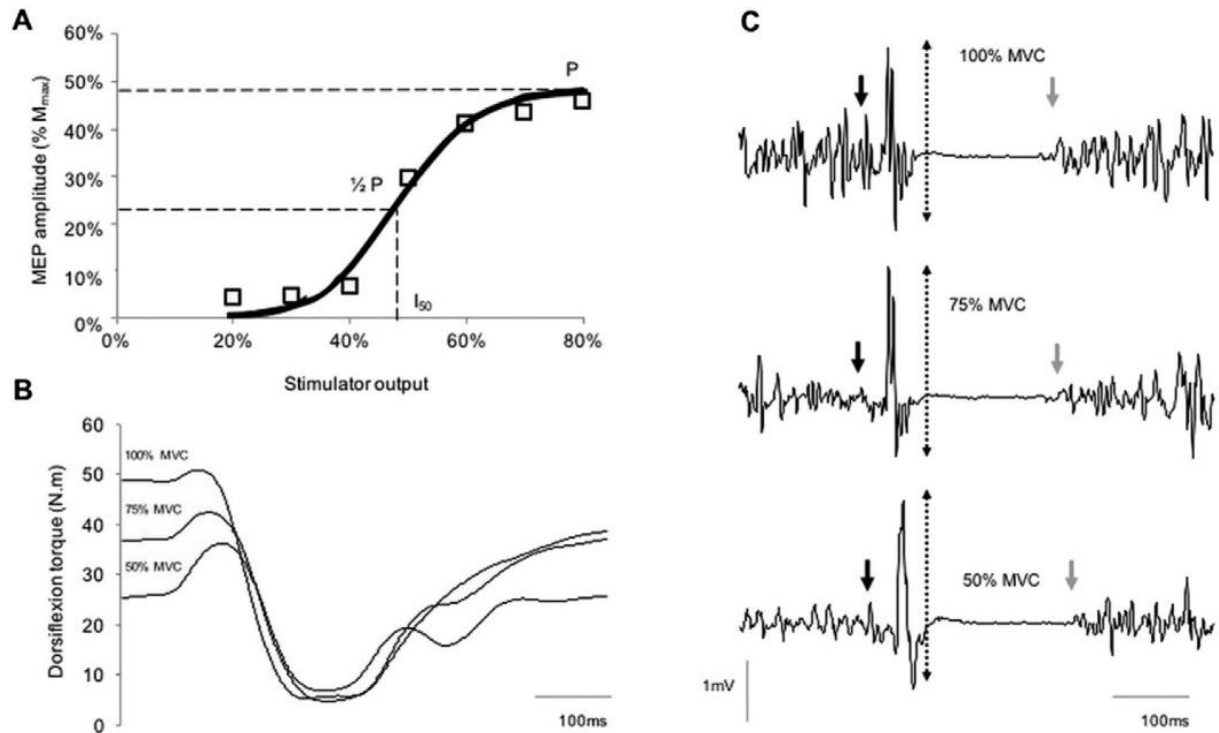 A
60%
50%
40%
30%
20%
10%
0%
MEP amplitude (% Mmax)
P
½ P
I50
0%
20%
40%
60%
80%
Stimulator output
B
60
50
40
30
20
10
0
Dorsiflexion torque (N.m)
100% MVC
75% MVC
50% MVC
100ms
C
100% MVC
75% MVC
50% MVC
1mV
100ms